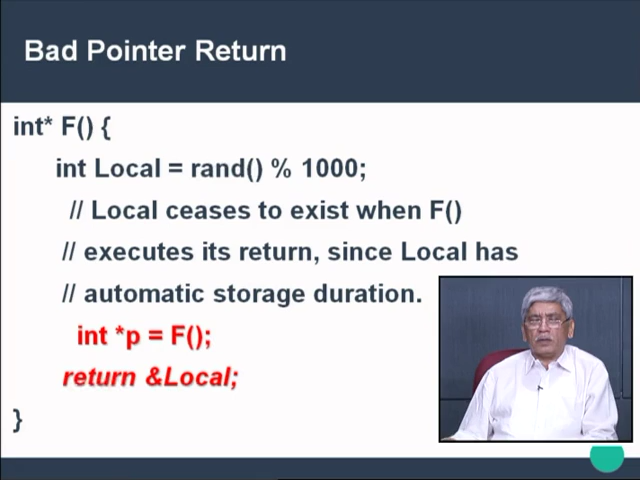 Bad Pointer Return
int* F() {
int Local = rand() % 1000;
// Local ceases to exist when F()
// executes its return, since Local has
// automatic storage duration.
int *p = F();
return &Local;
}